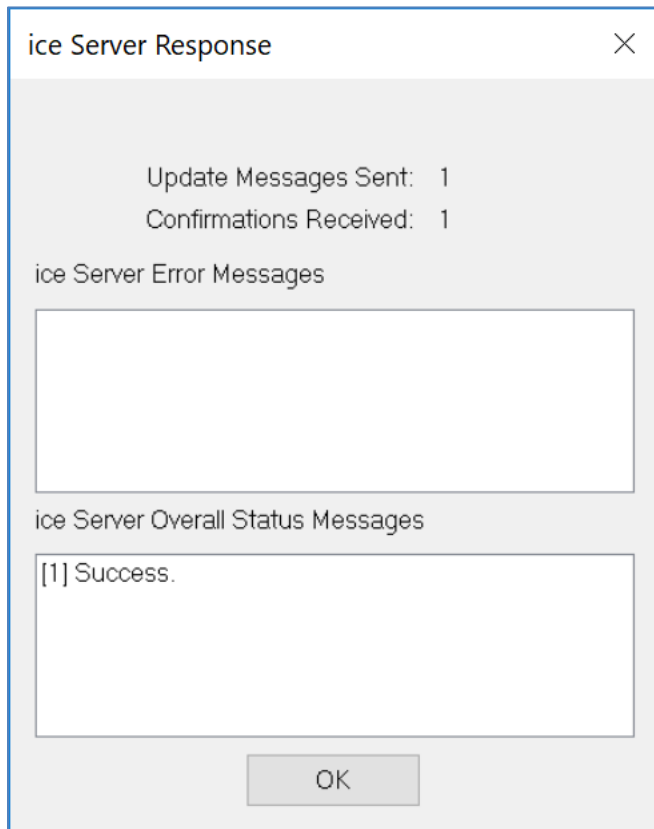 ice Server Response
Update Messages Sent: 1
Confirmations Received: 1
ice Server Error Messages
ice Server Overall Status Messages
[1] Success.
OK